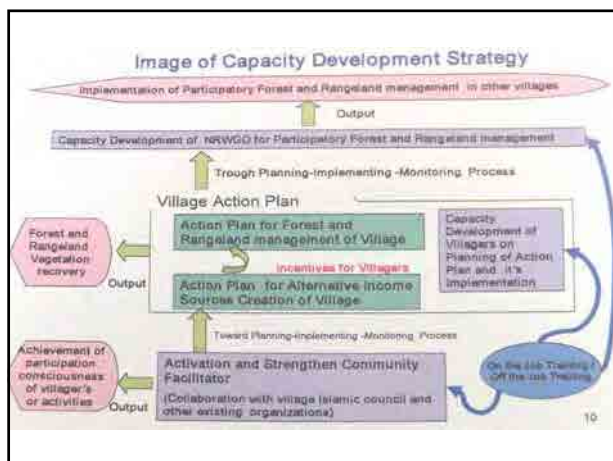 Image of Capacity Development Strategy
Implementation of Participatory Forest and Rangeland management in other villages
Output
Capacity Development of NRWGO for Participatory Forest and Rangeland management
Trough Planning-Implementing -Monitoring Process
Village Action Plan
Action Plan for Forest and
Rangeland management of Village
Incentives for Villagers
Action Plan for Alternative Income
Sources Creation of Village
Capacity
Development of
Villagers on
Planning of Action
Plan and it's
Implementation
Forest and
Rangeland
Vegetation
recovery
Output
Toward Planning-Implementing -Monitoring Process
Achievement of
participation
consciousness
of villager's
or activities
Output
Activation and Strengthen Community
Facilitator
(Collaboration with village Islamic council and
other existing organizations)
On the Job Training /
Off the Job Training
10